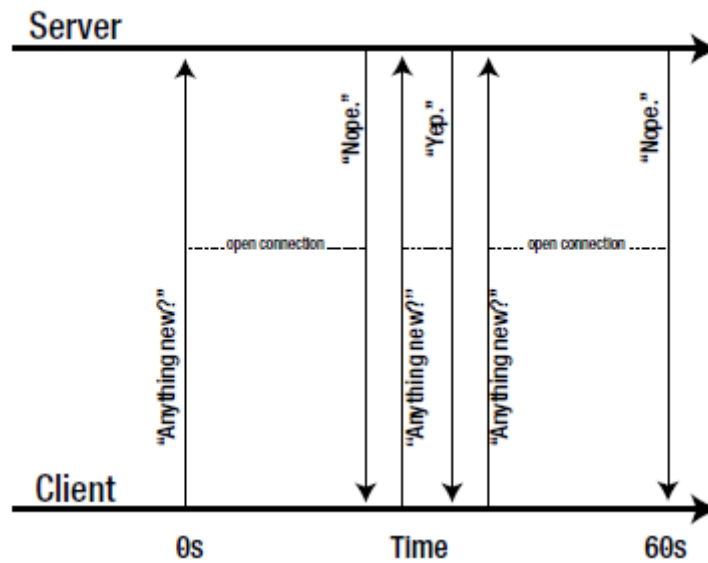 Server
“Nope.”
“Yep.”
“Nope.”
open connection
open connection
“Anything new?”
“Anything new?”
“Anything new?”
Client
0s
Time
60s